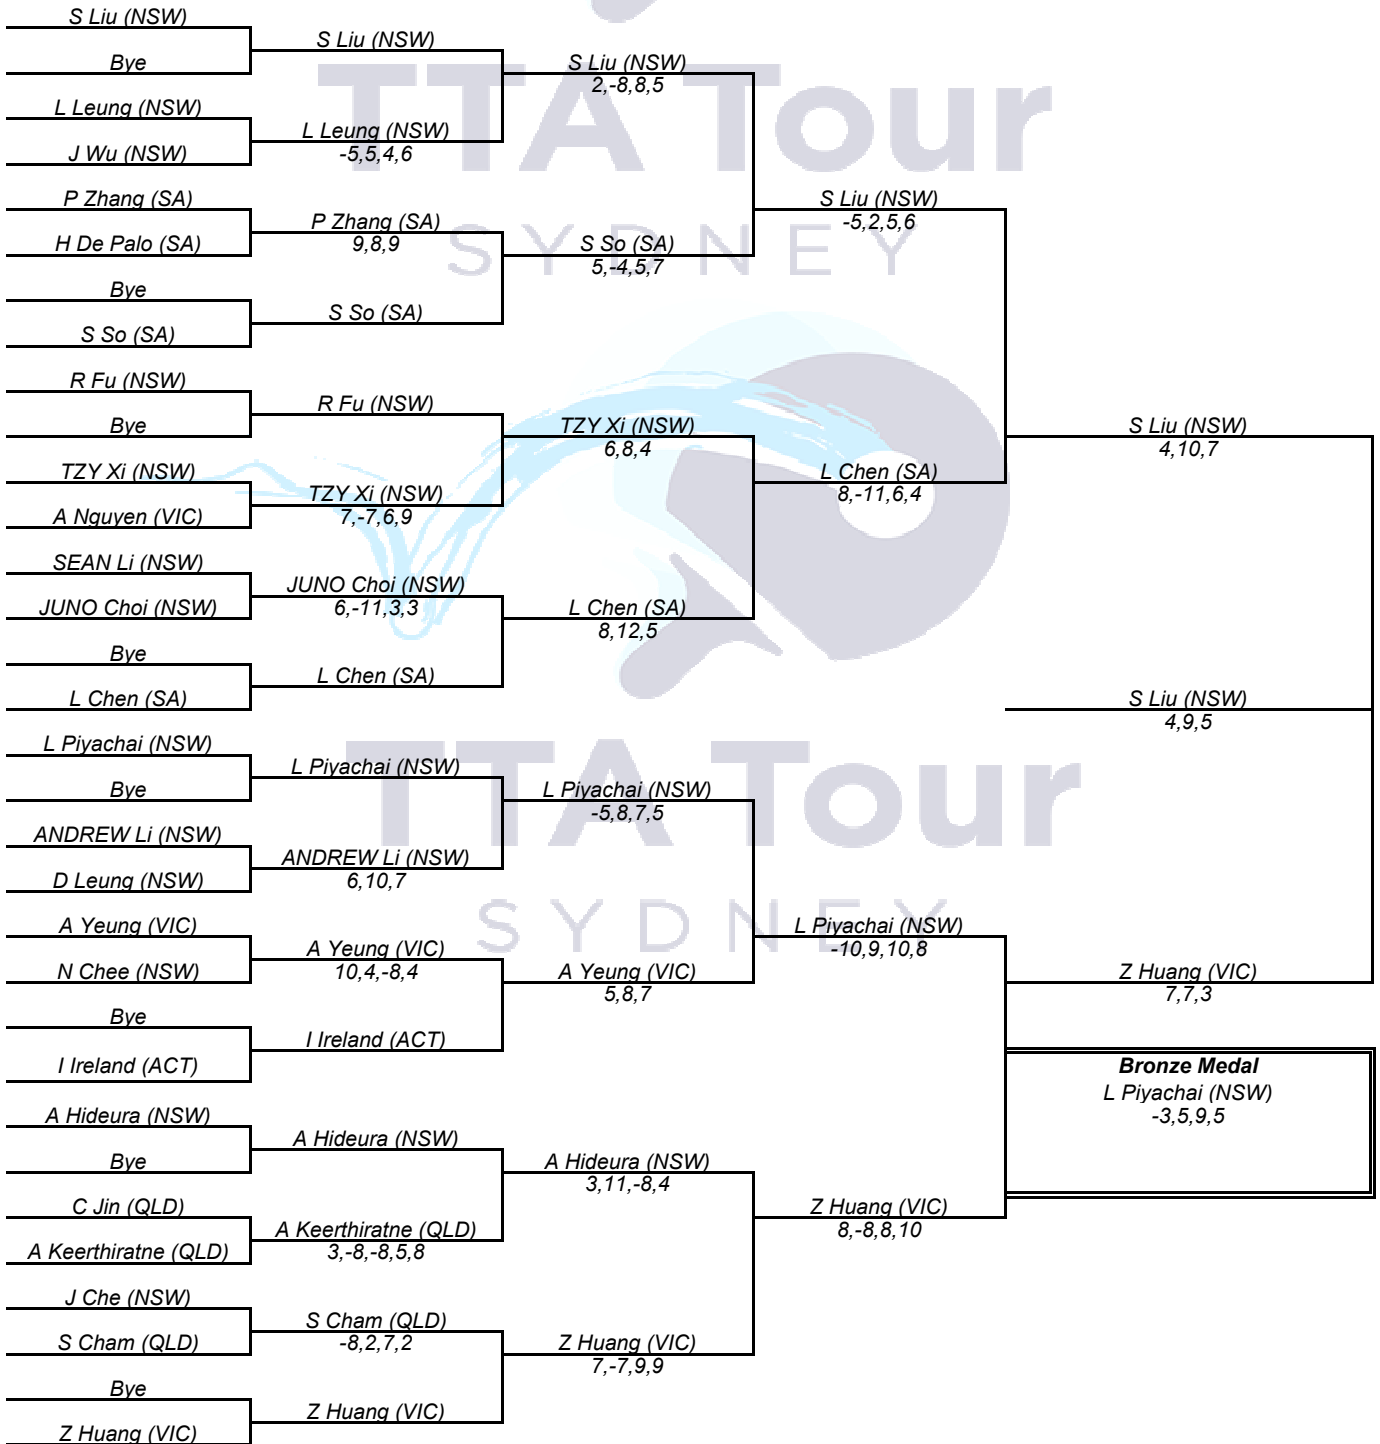 S Liu (NSW)
Bye
L Leung (NSW)
J Wu (NSW)
P Zhang (SA)
H De Palo (SA)
Bye
S So (SA)
R Fu (NSW)
Bye
TZY Xi (NSW)
A Nguyen (VIC)
SEAN Li (NSW)
JUNO Choi (NSW)
Bye
L Chen (SA)
L Piyachai (NSW)
Bye
ANDREW Li (NSW)
D Leung (NSW)
A Yeung (VIC)
N Chee (NSW)
Bye
I Ireland (ACT)
A Hideura (NSW)
Bye
C Jin (QLD)
A Keerthiratne (QLD)
J Che (NSW)
S Cham (QLD)
Bye
Z Huang (VIC)
S Liu (NSW)
L Leung (NSW)
-5,5,4,6
P Zhang (SA)
9,8,9
S So (SA)
R Fu (NSW)
TZY Xi (NSW)
7,-7,6,9
JUNO Choi (NSW)
6,-11,3,3
L Chen (SA)
L Piyachai (NSW)
ANDREW Li (NSW)
6,10,7
A Yeung (VIC)
10,4,-8,4
I Ireland (ACT)
A Hideura (NSW)
A Keerthiratne (QLD)
3,-8,-8,5,8
S Cham (QLD)
-8,2,7,2
Z Huang (VIC)
S Liu (NSW)
2,-8,8,5
S So (SA)
5,-4,5,7
TZY Xi (NSW)
6,8,4
L Chen (SA)
8,12,5
L Piyachai (NSW)
-5,8,7,5
A Yeung (VIC)
5,8,7
A Hideura (NSW)
3,11,-8,4
Z Huang (VIC)
7,-7,9,9
S Liu (NSW)
-5,2,5,6
L Chen (SA)
8,-11,6,4
L Piyachai (NSW)
-10,9,10,8
Z Huang (VIC)
8,-8,8,10
S Liu (NSW)
4,10,7
S Liu (NSW)
4,9,5
Z Huang (VIC)
7,7,3
Bronze Medal
L Piyachai (NSW)
-3,5,9,5
TTA Tour
SYDNEY
TTA Tour
SYDNEY